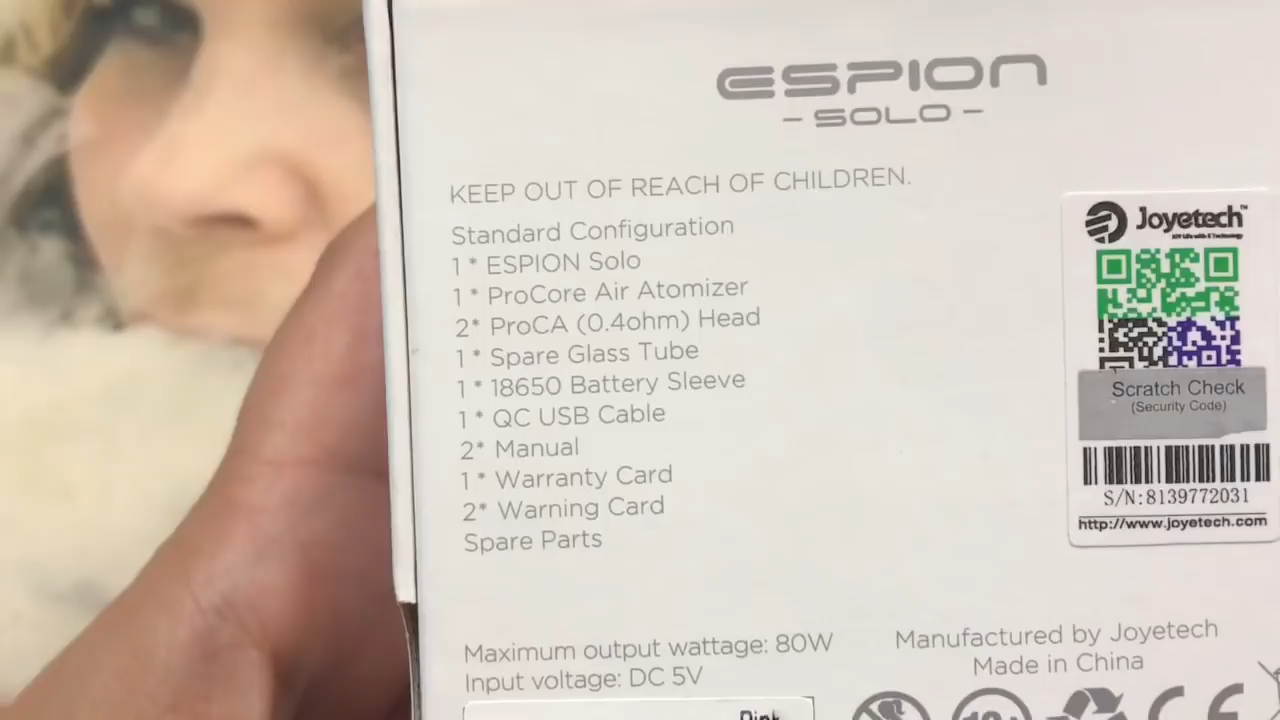 ESPION
- SOLO -
KEEP OUT OF REACH OF CHILDREN.
Standard Configuration
1* ESPION Solo
1* ProCore Air Atomizer
2* ProCA (0.4ohm) Head
1* Spare Glass Tube
1* 18650 Battery Sleeve
1* QC USB Cable
2* Manual
1* Warranty Card
2* Warning Card
Spare Parts
Maximum output wattage: 80W
Input voltage: DC 5V
Joyetech™
Scratch Check
(Security Code)
S/N:8139772031
http://www.joyetech.com
Manufactured by Joyetech
Made in China
CE